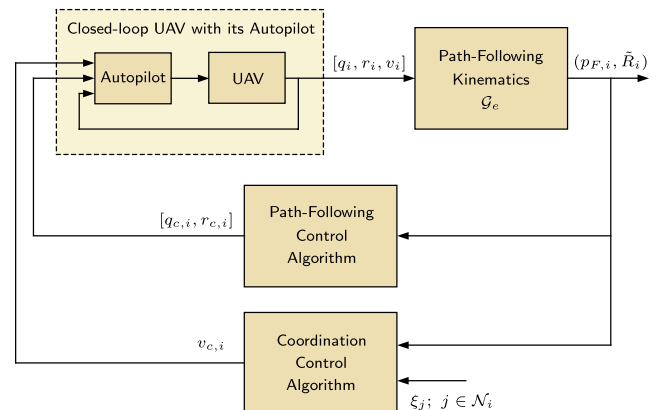 Closed-loop UAV with its Autopilot
Autopilot
UAV
[q_i, r_i, v_i]
Path-Following
Kinematics
𝒢_e
(p_{F,i}, R̃_i)
[q_{c,i}, r_{c,i}]
Path-Following
Control
Algorithm
v_{c,i}
Coordination
Control
Algorithm
ξ_j; j ∈ 𝒩_i